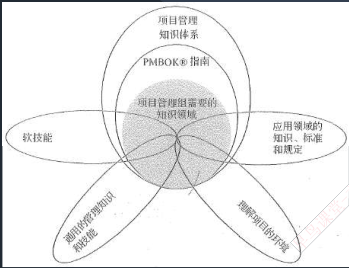 项目管理
知识体系
PMBOK® 指南
项目管理组需要的
知识领域
软技能
应用领域的
知识、标准
和规定
通用的管理知识
和技能
理解项目的环境